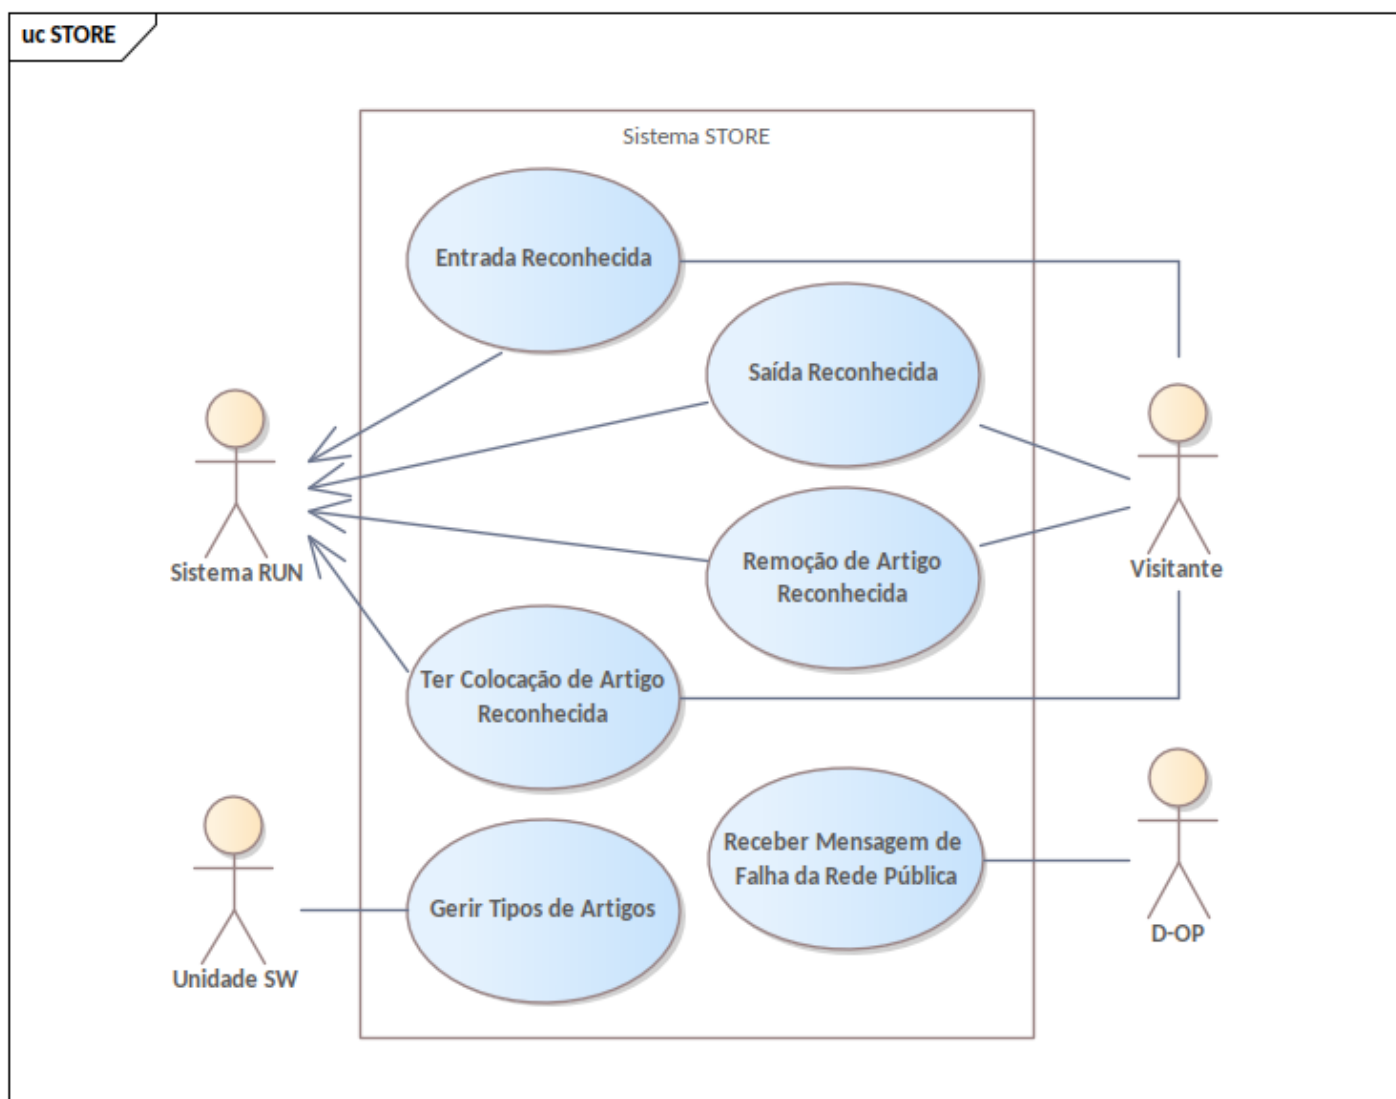 uc STORE
Sistema STORE
Entrada Reconhecida
Saída Reconhecida
Sistema RUN
Remoção de Artigo
Reconhecida
Visitante
Ter Colocação de Artigo
Reconhecida
Receber Mensagem de
Falha da Rede Pública
Gerir Tipos de Artigos
D-OP
Unidade SW